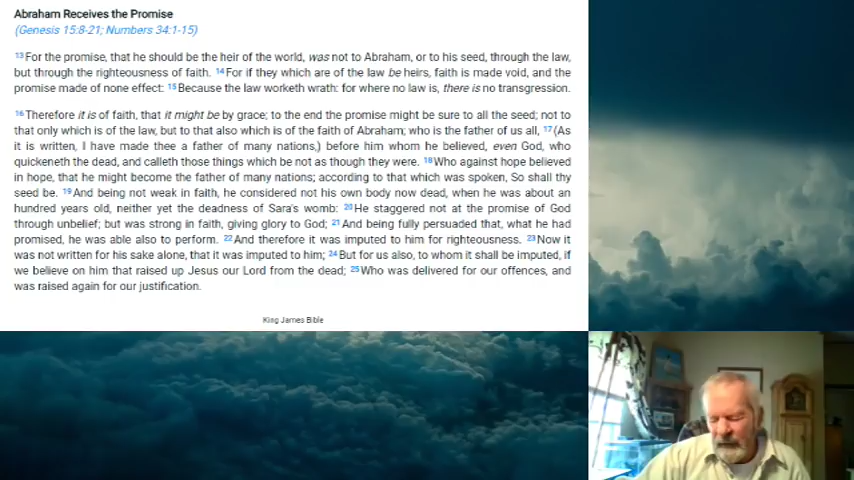 Abraham Receives the Promise
(Genesis 15:8-21; Numbers 34:1-15)
13 For the promise, that he should be the heir of the world, was not to Abraham, or to his seed, through the law,
but through the righteousness of faith. 14 For if they which are of the law be heirs, faith is made void, and the
promise made of none effect: 15 Because the law worketh wrath: for where no law is, there is no transgression.
16 Therefore it is of faith, that it might be by grace; to the end the promise might be sure to all the seed; not to
that only which is of the law, but to that also which is of the faith of Abraham; who is the father of us all, 17 (As
it is written, I have made thee a father of many nations,) before him whom he believed, even God, who
quickeneth the dead, and calleth those things which be not as though they were. 18 Who against hope believed
in hope, that he might become the father of many nations; according to that which was spoken, So shall thy
seed be. 19 And being not weak in faith, he considered not his own body now dead, when he was about an
hundred years old, neither yet the deadness of Sara's womb: 20 He staggered not at the promise of God
through unbelief; but was strong in faith, giving glory to God; 21 And being fully persuaded that, what he had
promised, he was able also to perform. 22 And therefore it was imputed to him for righteousness. 23 Now it
was not written for his sake alone, that it was imputed to him; 24 But for us also, to whom it shall be imputed, if
we believe on him that raised up Jesus our Lord from the dead; 25 Who was delivered for our offences, and
was raised again for our justification.
King James Bible